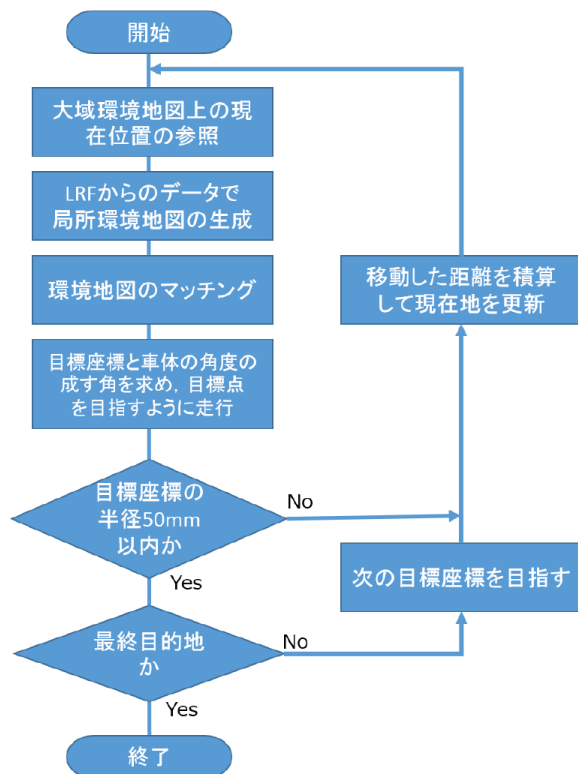 開始
大域環境地図上の現
在位置の参照
LRFからのデータで
局所環境地図の生成
環境地図のマッチング
移動した距離を積算
して現在地を更新
目標座標と車体の角度の
成す角を求め，目標点
を目指すように走行
目標座標の
半径50mm
以内か
No
Yes
次の目標座標を目指す
最終目的地
か
No
Yes
終了